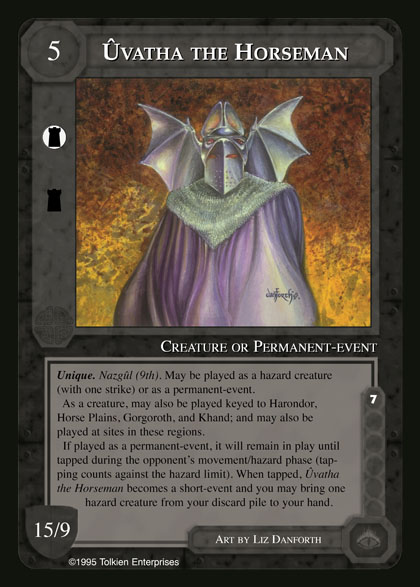 5
ÛVATHA THE HORSEMAN
Danforth
CREATURE OR PERMANENT-EVENT
Unique. Nazgûl (9th). May be played as a hazard creature
(with one strike) or as a permanent-event.
As a creature, may also be played keyed to Harondor,
Horse Plains, Gorgoroth, and Khand; and may also be
played at sites in these regions.
If played as a permanent-event, it will remain in play until
tapped during the opponent's movement/hazard phase (tap-
ping counts against the hazard limit). When tapped, Ûvatha
the Horseman becomes a short-event and you may bring one
hazard creature from your discard pile to your hand.
7
15/9
ART BY LIZ DANFORTH
©1995 Tolkien Enterprises